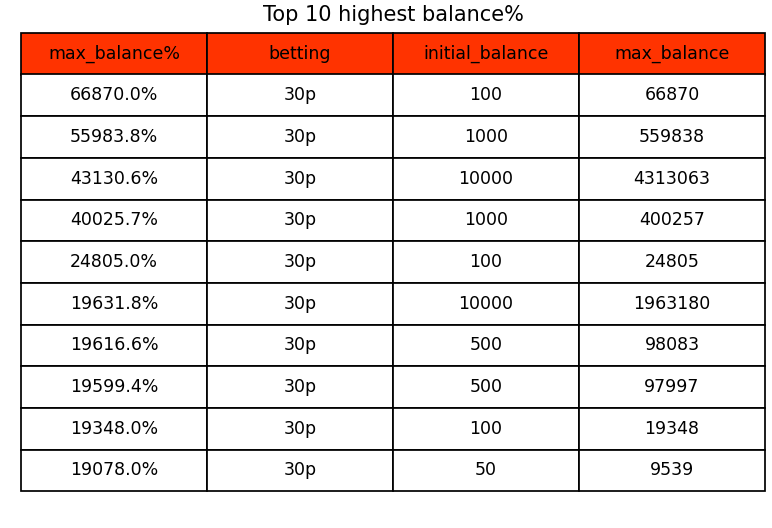 Top 10 highest balance%
max_balance% betting initial_balance max_balance
66870.0% 30p 100 66870
55983.8% 30p 1000 559838
43130.6% 30p 10000 4313063
40025.7% 30p 1000 400257
24805.0% 30p 100 24805
19631.8% 30p 10000 1963180
19616.6% 30p 500 98083
19599.4% 30p 500 97997
19348.0% 30p 100 19348
19078.0% 30p 50 9539